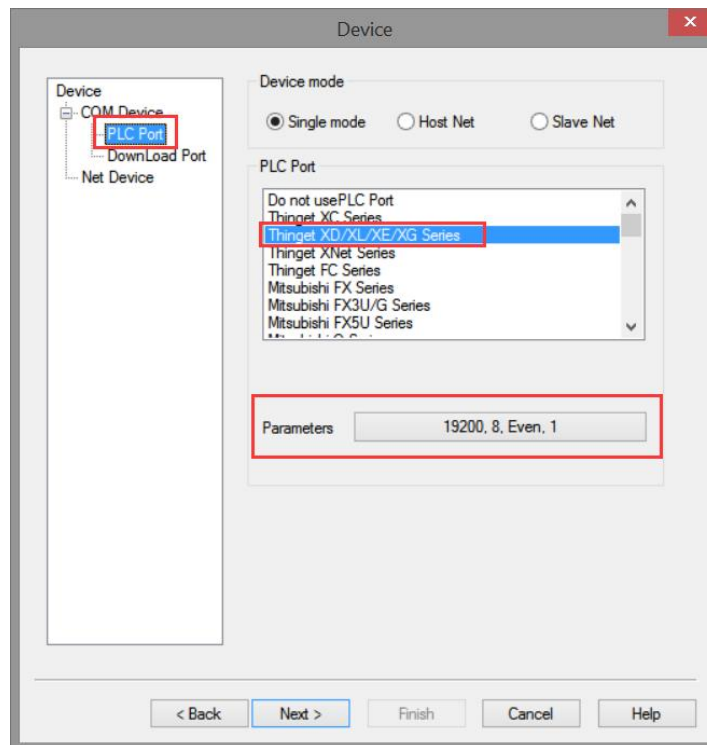 Device
Device
COM Device
PLC Port
DownLoad Port
Net Device
Device mode
Single mode
Host Net
Slave Net
PLC Port
Do not usePLC Port
Thinget XC Series
Thinget XD/XL/XE/XG Series
Thinget XNet Series
Thinget FC Series
Mitsubishi FX Series
Mitsubishi FX3U/G Series
Mitsubishi FX5U Series
Parameters
19200, 8, Even, 1
< Back
Next >
Finish
Cancel
Help